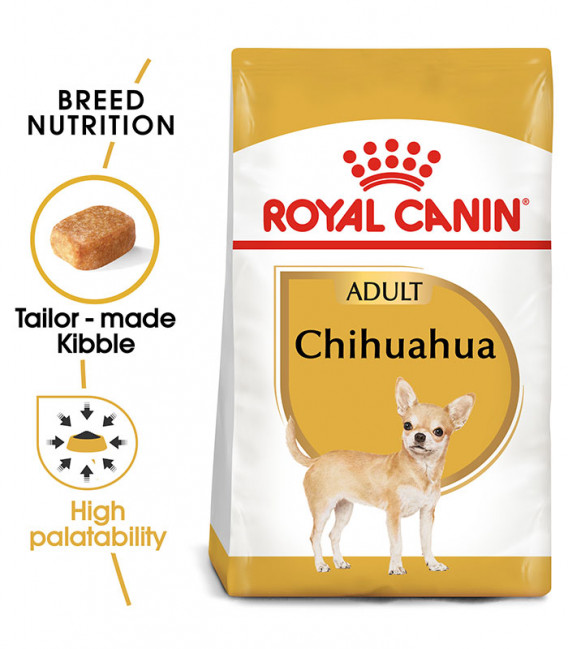 BREED
NUTRITION
Tailor - made
Kibble
High
palatability
ROYAL CANIN®
ADULT
Chihuahua